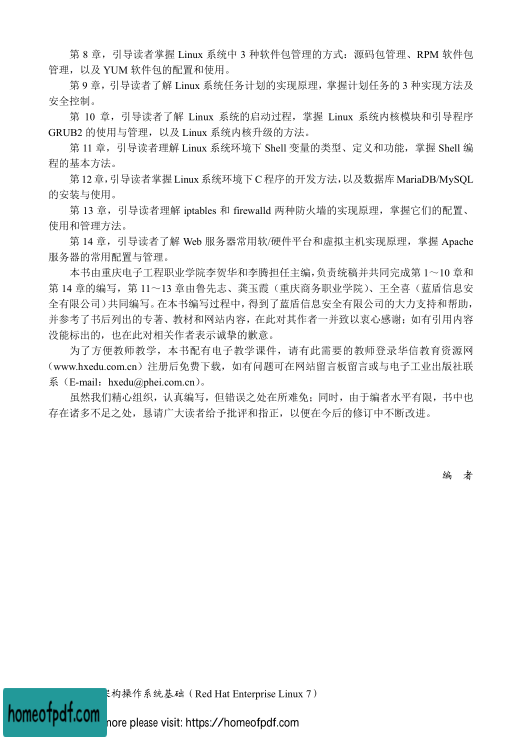 第 8 章，引导读者掌握 Linux 系统中 3 种软件包管理的方式：源码包管理、RPM 软件包
管理，以及 YUM 软件包的配置和使用。
第 9 章，引导读者了解 Linux 系统任务计划的实现原理，掌握计划任务的 3 种实现方法及
安全控制。
第 10 章，引导读者了解 Linux 系统的启动过程，掌握 Linux 系统内核模块和引导程序
GRUB2 的使用与管理，以及 Linux 系统内核升级的方法。
第 11 章，引导读者理解 Linux 系统环境下 Shell 变量的类型、定义和功能，掌握 Shell 编
程的基本方法。
第 12 章，引导读者掌握 Linux 系统环境下 C 程序的开发方法，以及数据库 MariaDB/MySQL
的安装与使用。
第 13 章，引导读者理解 iptables 和 firewalld 两种防火墙的实现原理，掌握它们的配置、
使用和管理方法。
第 14 章，引导读者了解 Web 服务器常用软/硬件平台和虚拟主机实现原理，掌握 Apache
服务器的常用配置与管理。
本书由重庆电子工程职业学院李贺华和李腾担任主编，负责统稿并共同完成第 1～10 章和
第 14 章的编写，第 11～13 章由鲁先志、龚玉霞（重庆商务职业学院）、王全喜（蓝盾信息安
全有限公司）共同编写。在本书编写过程中，得到了蓝盾信息安全有限公司的大力支持和帮助，
并参考了书后列出的专著、教材和网站内容，在此对其作者一并致以衷心感谢；如有引用内容
没能标出的，也在此对相关作者表示诚挚的歉意。
为了方便教师教学，本书配有电子教学课件，请有此需要的教师登录华信教育资源网
（www.hxedu.com.cn）注册后免费下载，如有问题可在网站留言板留言或与电子工业出版社联
系（E-mail：hxedu@phei.com.cn）。
虽然我们精心组织，认真编写，但错误之处在所难免；同时，由于编者水平有限，书中也
存在诸多不足之处，恳请广大读者给予批评和指正，以便在今后的修订中不断改进。
编 者
构操作系统基础（Red Hat Enterprise Linux 7）
homeofpdf.com
more please visit: https://homeofpdf.com